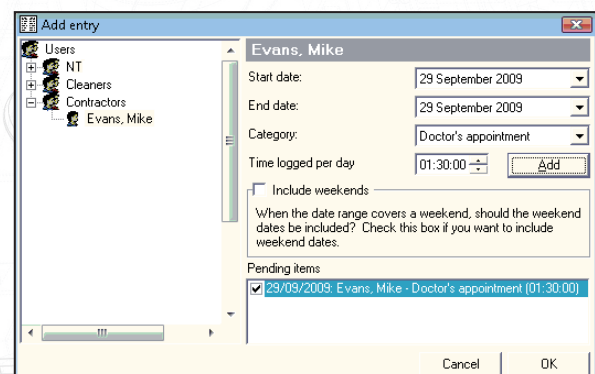 Add entry
Users
NT
Cleaners
Contractors
Evans, Mike
Evans, Mike
Start date:
29 September 2009
End date:
29 September 2009
Category:
Doctor's appointment
Time logged per day
01:30:00
Add
Include weekends
When the date range covers a weekend, should the weekend
dates be included? Check this box if you want to include
weekend dates.
Pending items
29/09/2009: Evans, Mike - Doctor's appointment (01:30:00)
Cancel
OK